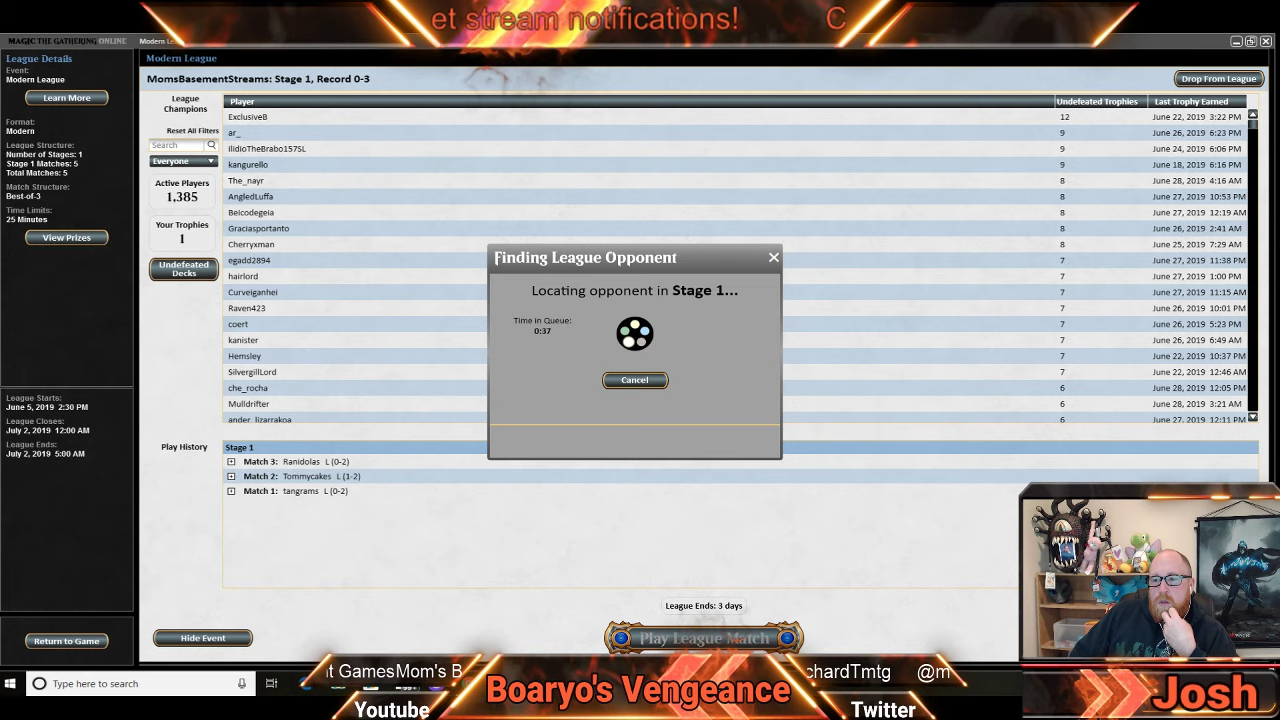 et stream notifications!
C
MAGIC THE GATHERING ONLINE
Modern Le
League Details
Event:
Modern League
Learn More
Format:
Modern
League Structure:
Number of Stages: 1
Stage 1 Matches: 5
Total Matches: 5
Match Structure:
Best-of-3
Time Limits:
25 Minutes
View Prizes
League Starts:
June 5, 2019 2:30 PM
League Closes:
July 2, 2019 12:00 AM
League Ends:
July 2, 2019 5:00 AM
Return to Game
Modern League
MomsBasementStreams: Stage 1, Record 0-3
Drop From League
League
Champions
Reset All Filters
Search
Everyone
Active Players
1,385
Your Trophies
1
Undefeated
Decks
Player Undefeated Trophies Last Trophy Earned
ExclusiveB 12 June 22, 2019 3:22 PM
ar_ 9 June 26, 2019 6:23 PM
ilidioTheBrabo157SL 9 June 24, 2019 6:06 PM
kangurello 9 June 18, 2019 6:16 PM
The_nayr 8 June 28, 2019 4:16 AM
AngledLuffa 8 June 27, 2019 10:53 PM
Beicodegeia 8 June 27, 2019 12:19 AM
Graciasportanto 8 June 26, 2019 2:41 AM
Cherryxman 8 June 25, 2019 7:29 AM
egadd2894 7 June 27, 2019 11:38 PM
hairlord 7 June 27, 2019 1:00 PM
Curveiganhei 7 June 27, 2019 11:15 AM
Raven423 7 June 26, 2019 10:01 PM
coert 7 June 26, 2019 5:23 PM
kanister 7 June 26, 2019 6:49 AM
Hemsley 7 June 22, 2019 10:37 PM
SilvergillLord 7 June 22, 2019 12:46 AM
che_rocha 6 June 28, 2019 12:05 PM
Mulldrifter 6 June 28, 2019 3:21 AM
ander_lizarrakoa 6 June 27, 2019 12:11 PM
Finding League Opponent
Locating opponent in Stage 1...
Time in Queue:
0:37
Cancel
Play History
Stage 1
Match 3: Ranidolas L (0-2)
Match 2: Tommycakes L (1-2)
Match 1: tangrams L (0-2)
League Ends: 3 days
Hide Event
Play League Match
Type here to search
t GamesMom's B
chardTmtg @m
Youtube
Boaryo's Vengeance
Twitter
Josh